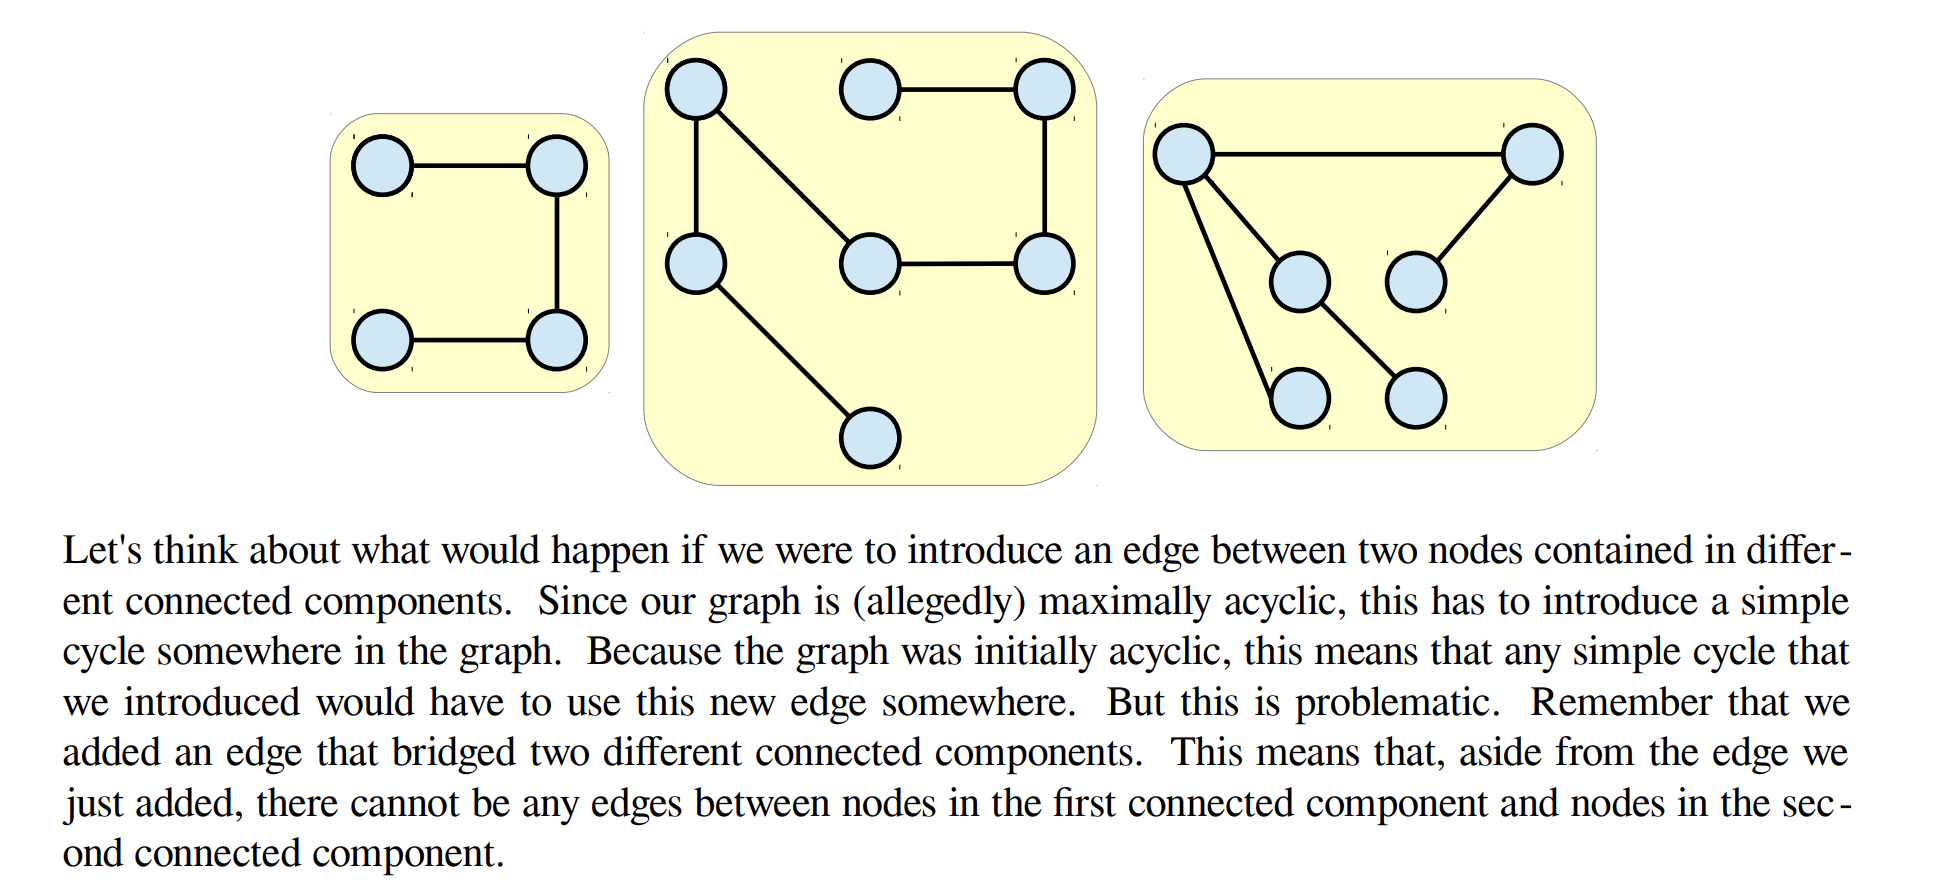 Let's think about what would happen if we were to introduce an edge between two nodes contained in differ-
ent connected components. Since our graph is (allegedly) maximally acyclic, this has to introduce a simple
cycle somewhere in the graph. Because the graph was initially acyclic, this means that any simple cycle that
we introduced would have to use this new edge somewhere. But this is problematic. Remember that we
added an edge that bridged two different connected components. This means that, aside from the edge we
just added, there cannot be any edges between nodes in the first connected component and nodes in the sec-
ond connected component.